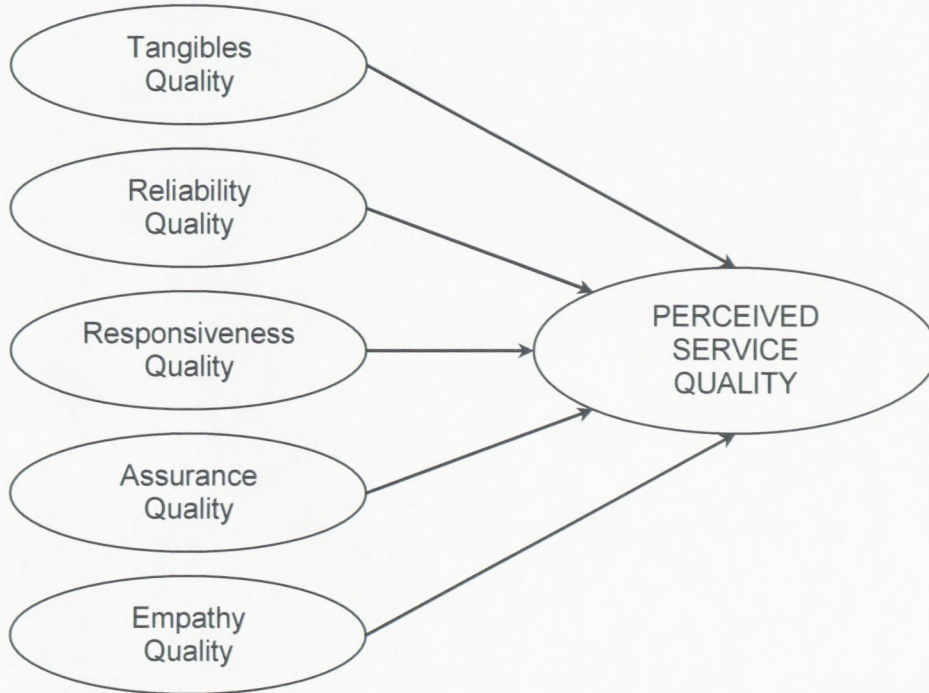 Tangibles
Quality
Reliability
Quality
Responsiveness
Quality
PERCEIVED
SERVICE
QUALITY
Assurance
Quality
Empathy
Quality